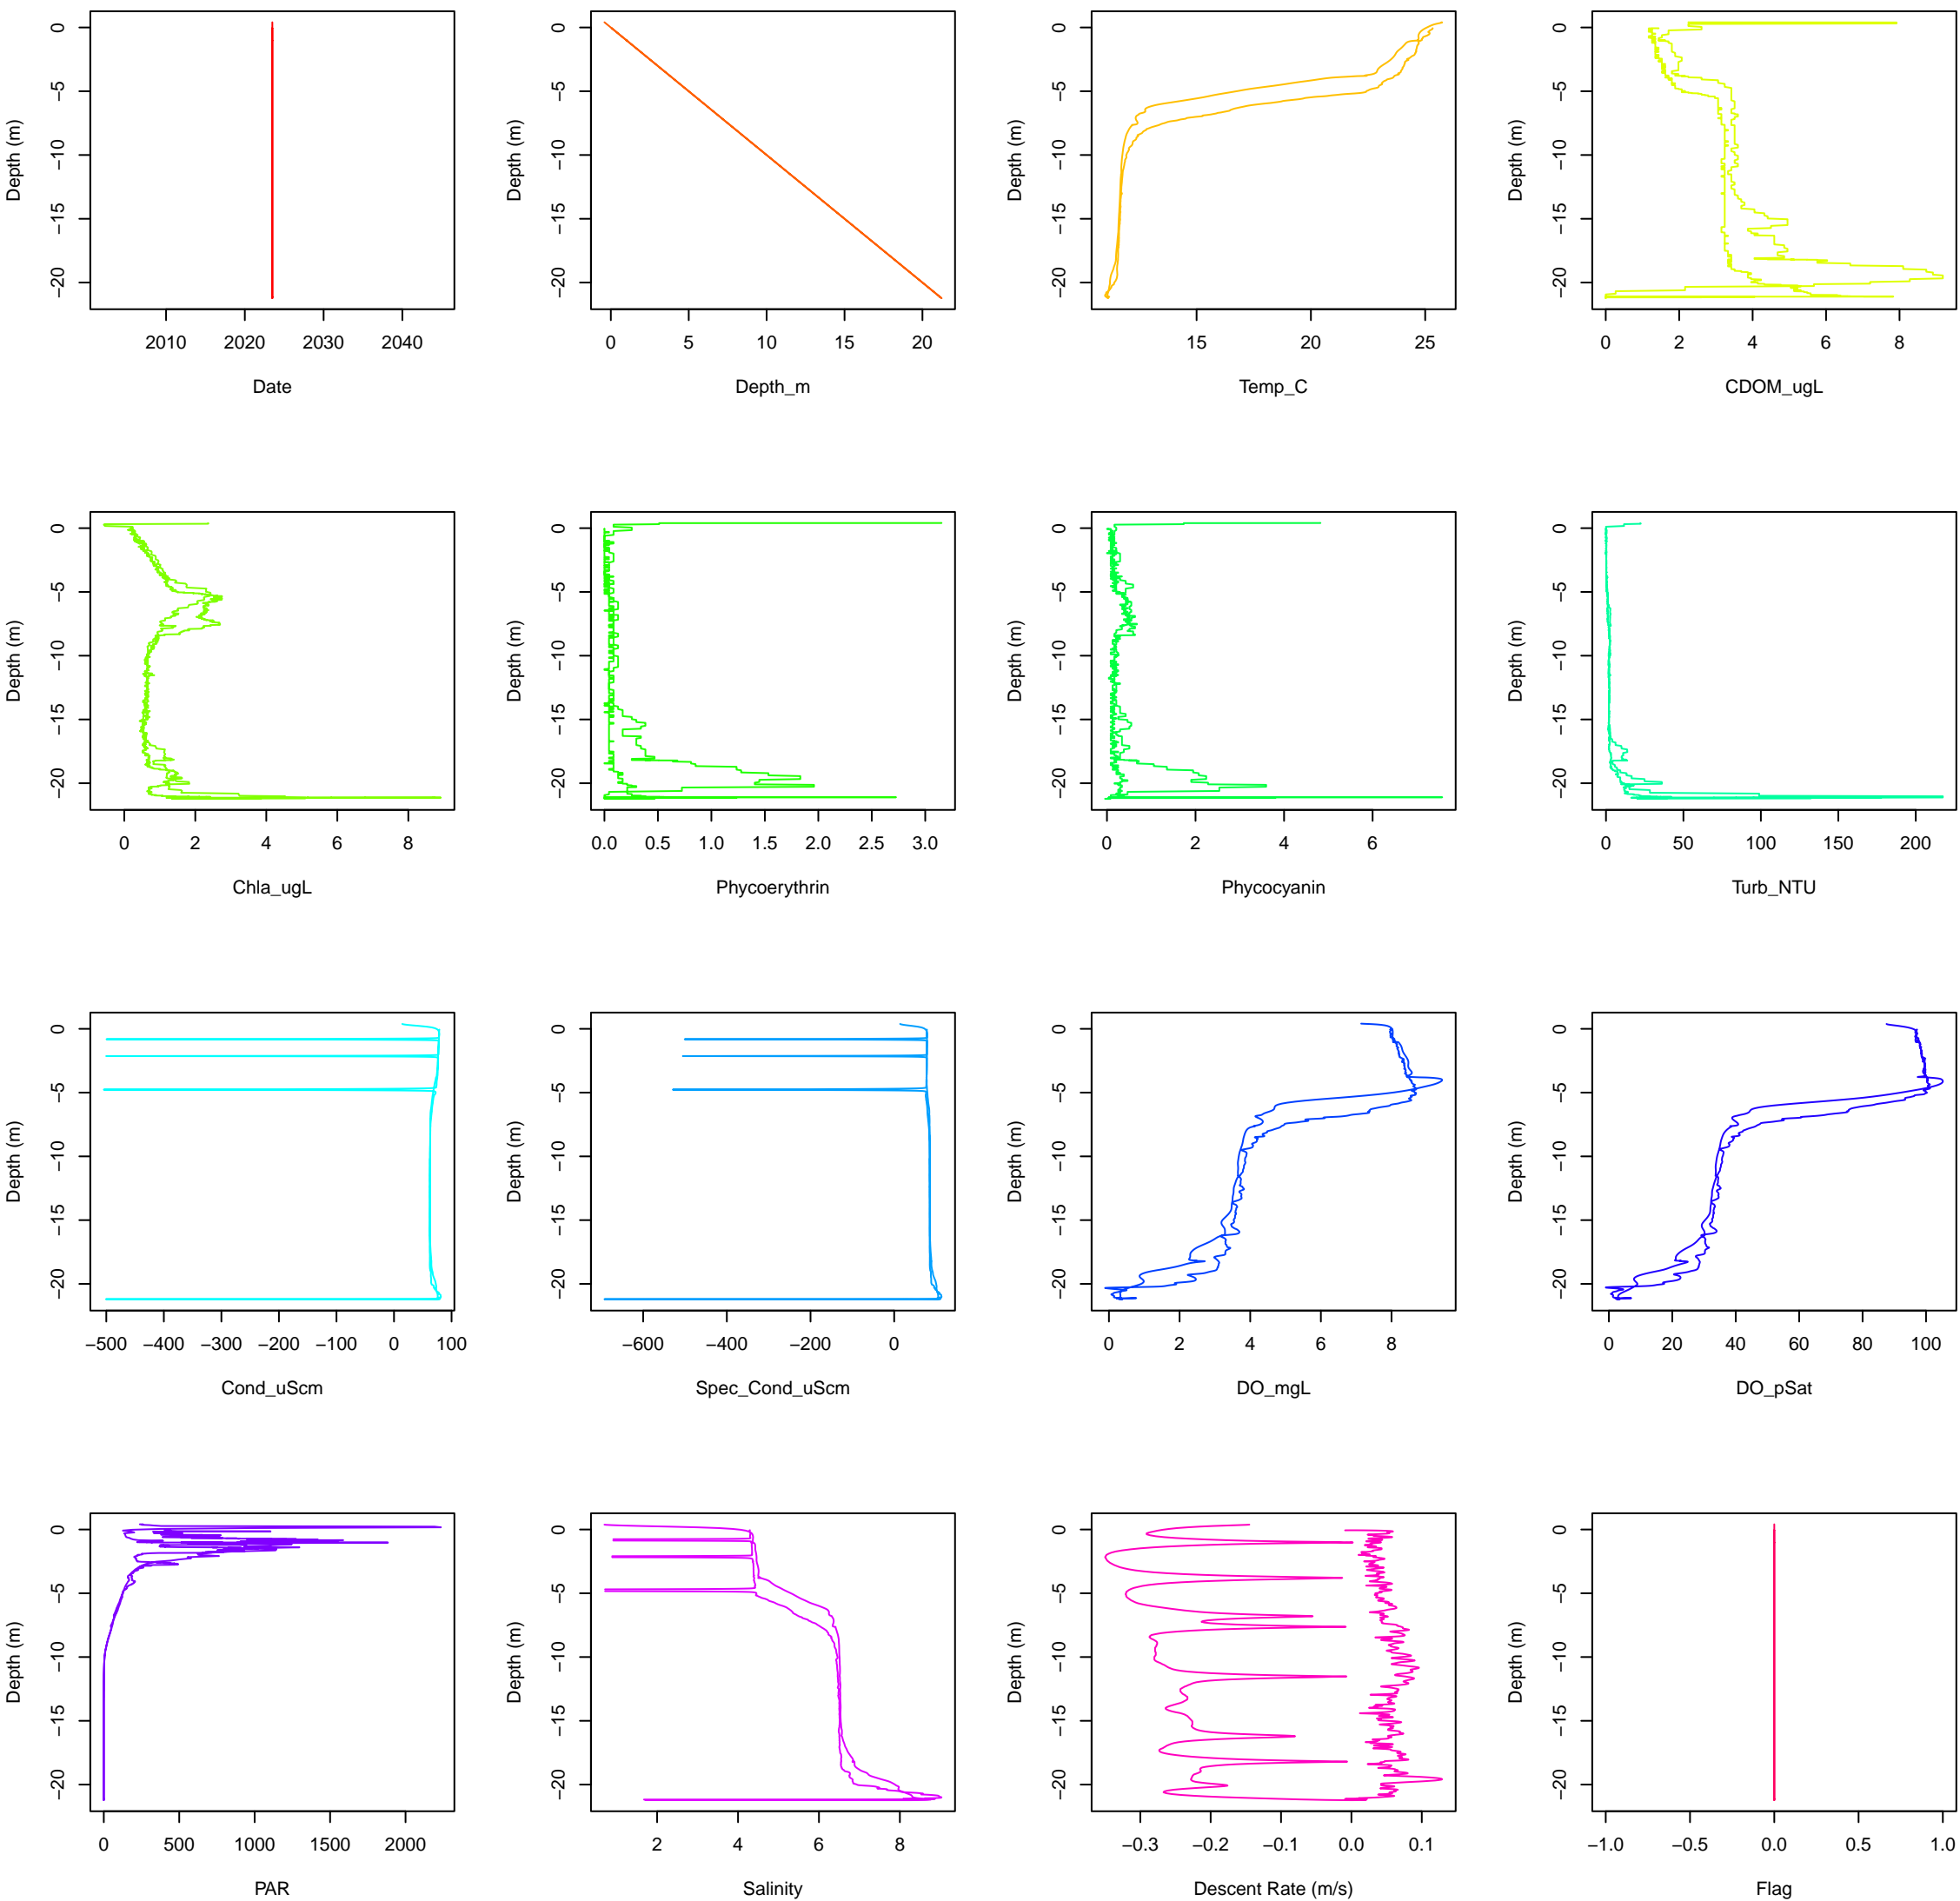 0 −5 −10 −15 −20 Depth (m) 2010 2020 2030 2040 Date
0 −5 −10 −15 −20 Depth (m) 0 5 10 15 20 Depth_m
0 −5 −10 −15 −20 Depth (m) 15 20 25 Temp_C
0 −5 −10 −15 −20 Depth (m) 0 2 4 6 8 CDOM_ugL
0 −5 −10 −15 −20 Depth (m) 0 2 4 6 8 Chla_ugL
0 −5 −10 −15 −20 Depth (m) 0.0 0.5 1.0 1.5 2.0 2.5 3.0 Phycoerythrin
0 −5 −10 −15 −20 Depth (m) 0 2 4 6 Phycocyanin
0 −5 −10 −15 −20 Depth (m) 0 50 100 150 200 Turb_NTU
0 −5 −10 −15 −20 Depth (m) −500 −400 −300 −200 −100 0 100 Cond_uScm
0 −5 −10 −15 −20 Depth (m) −600 −400 −200 0 Spec_Cond_uScm
0 −5 −10 −15 −20 Depth (m) 0 2 4 6 8 DO_mgL
0 −5 −10 −15 −20 Depth (m) 0 20 40 60 80 100 DO_pSat
0 −5 −10 −15 −20 Depth (m) 0 500 1000 1500 2000 PAR
0 −5 −10 −15 −20 Depth (m) 2 4 6 8 Salinity
0 −5 −10 −15 −20 Depth (m) −0.3 −0.2 −0.1 0.0 0.1 Descent Rate (m/s)
0 −5 −10 −15 −20 Depth (m) −1.0 −0.5 0.0 0.5 1.0 Flag